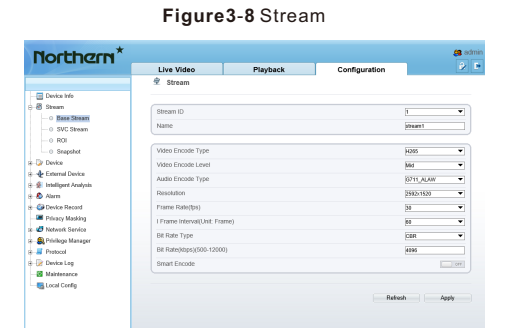 Figure3-8 Stream
Northern
admin
Live Video Playback Configuration
Stream
Device Info
Stream
Base Stream
SVC Stream
ROI
Snapshot
Device
External Device
Intelligent Analysis
Alarm
Device Record
Privacy Masking
Network Service
Privilege Manager
Protocol
Device Log
Maintenance
Local Config
Stream ID 1
Name stream1
Video Encode Type H265
Video Encode Level Mid
Audio Encode Type G711_ALAW
Resolution 2592x1520
Frame Rate(fps) 30
I Frame Interval(Unit: Frame) 60
Bit Rate Type CBR
Bit Rate(kbps)(500-12000) 4096
Smart Encode OFF
Refresh Apply